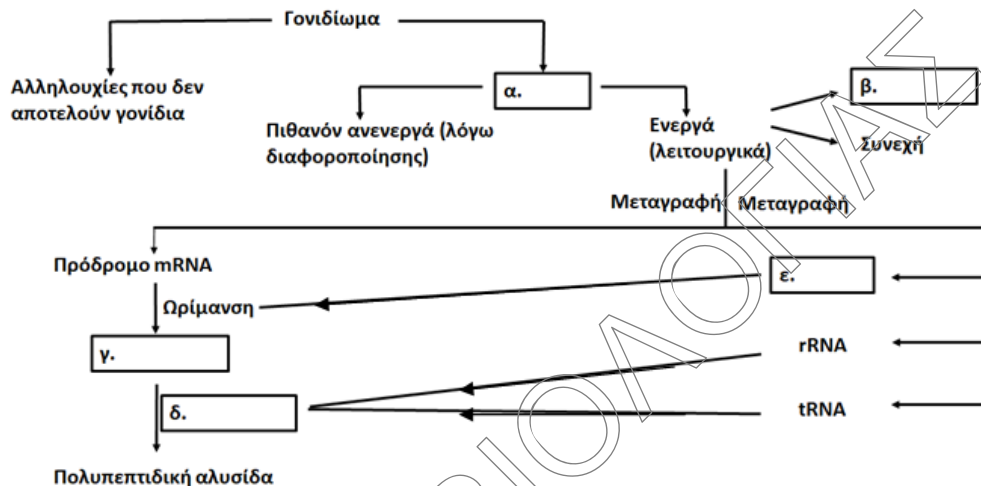 Γονιδίωμα
Αλληλουχίες που δεν
αποτελούν γονίδια
α.
β.
Πιθανόν ανενεργά (λόγω
διαφοροποίησης)
Ενεργά
(λειτουργικά)
Συνεχή
Μεταγραφή
Μεταγραφή
Πρόδρομο mRNA
ε.
Ωρίμανση
γ.
rRNA
δ.
tRNA
Πολυπεπτιδική αλυσίδα